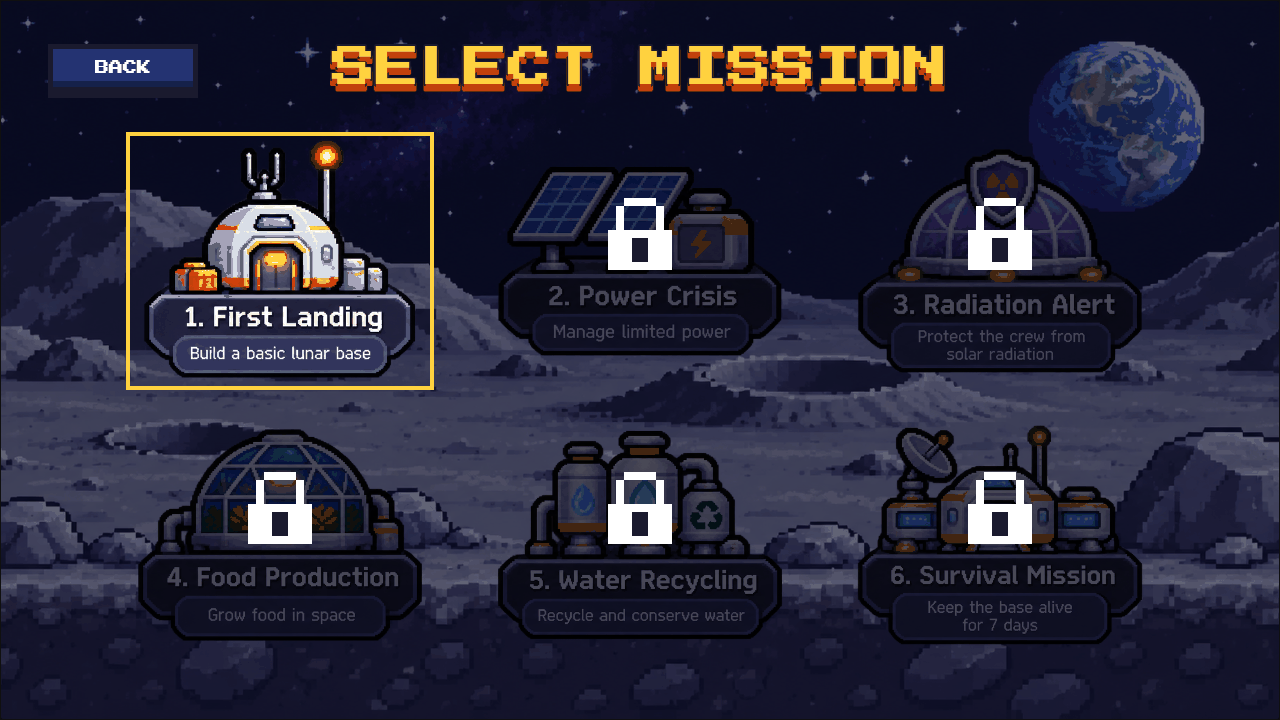 BACK
SELECT MISSION
1. First Landing
Build a basic lunar base
2. Power Crisis
Manage limited power
3. Radiation Alert
Protect the crew from
solar radiation
4. Food Production
Grow food in space
5. Water Recycling
Recycle and conserve water
6. Survival Mission
Keep the base alive
for 7 days